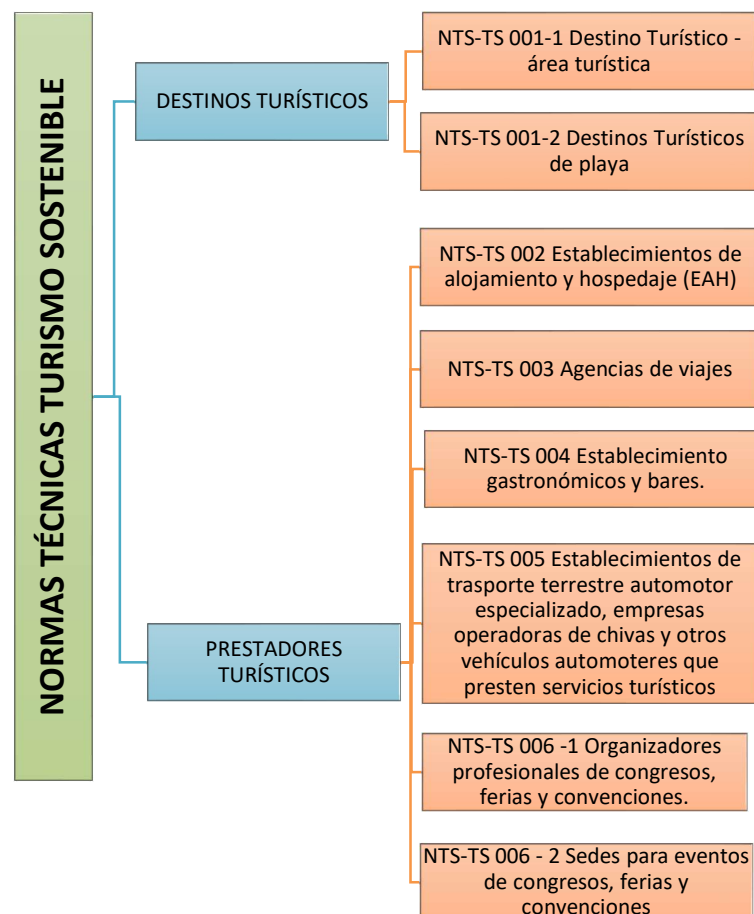 NORMAS TÉCNICAS TURISMO SOSTENIBLE
DESTINOS TURÍSTICOS
NTS-TS 001-1 Destino Turístico -
área turística
NTS-TS 001-2 Destinos Turísticos
de playa
PRESTADORES
TURÍSTICOS
NTS-TS 002 Establecimientos de
alojamiento y hospedaje (EAH)
NTS-TS 003 Agencias de viajes
NTS-TS 004 Establecimiento
gastronómicos y bares.
NTS-TS 005 Establecimientos de
trasporte terrestre automotor
especializado, empresas
operadoras de chivas y otros
vehículos automoteres que
presten servicios turísticos
NTS-TS 006 -1 Organizadores
profesionales de congresos,
ferias y convenciones.
NTS-TS 006 - 2 Sedes para eventos
de congresos, ferias y
convenciones